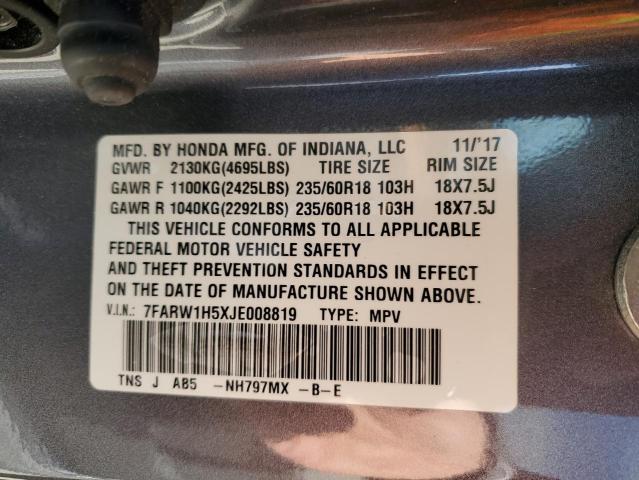 MFD. BY HONDA MFG. OF INDIANA, LLC 11/'17
GVWR 2130KG(4695LBS) TIRE SIZE RIM SIZE
GAWR F 1100KG(2425LBS) 235/60R18 103H 18X7.5J
GAWR R 1040KG(2292LBS) 235/60R18 103H 18X7.5J
THIS VEHICLE CONFORMS TO ALL APPLICABLE
FEDERAL MOTOR VEHICLE SAFETY
AND THEFT PREVENTION STANDARDS IN EFFECT
ON THE DATE OF MANUFACTURE SHOWN ABOVE.
V.I.N.: 7FARW1H5XJE008819 TYPE: MPV
TNS J A85 -NH797MX -B-E